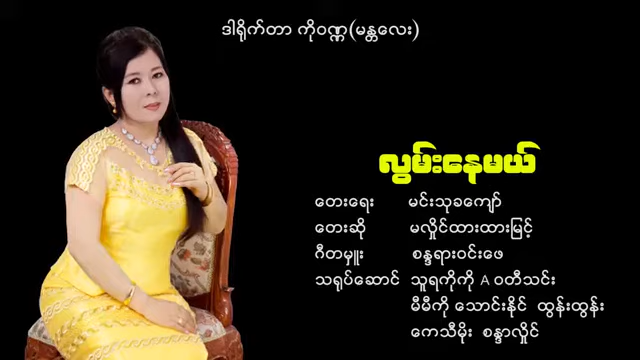 ဒါရိုက်တာ ကိုဝဏ္ဏ(မန္တလေး)
လွမ်းနေမယ်
တေးရေး မင်းသုခကျော်
တေးဆို မလှိုင်ထားထားမြင့်
ဂီတမှူး စန္ဒရားဝင်းဖေ
သရုပ်ဆောင် သူရကိုကို A ဝတီသင်း
မီမီကို သောင်းနိုင် ထွန်းထွန်း
ကေသီမိုး စန္ဒာလှိုင်